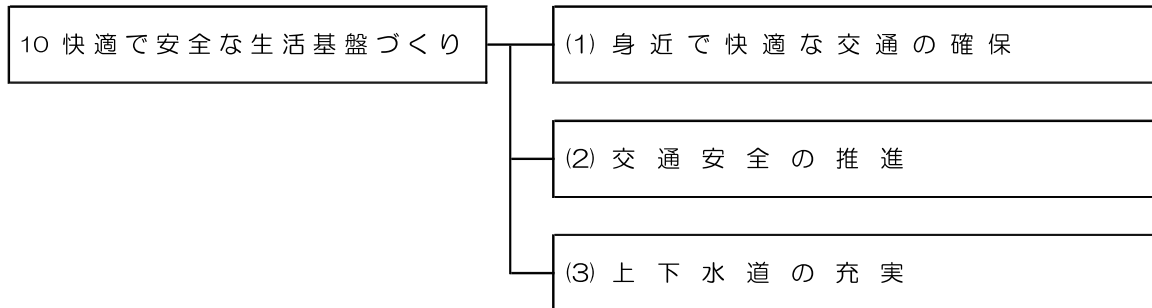 10 快適で安全な生活基盤づくり
(1) 身近で快適な交通の確保
(2) 交通安全の推進
(3) 上下水道の充実